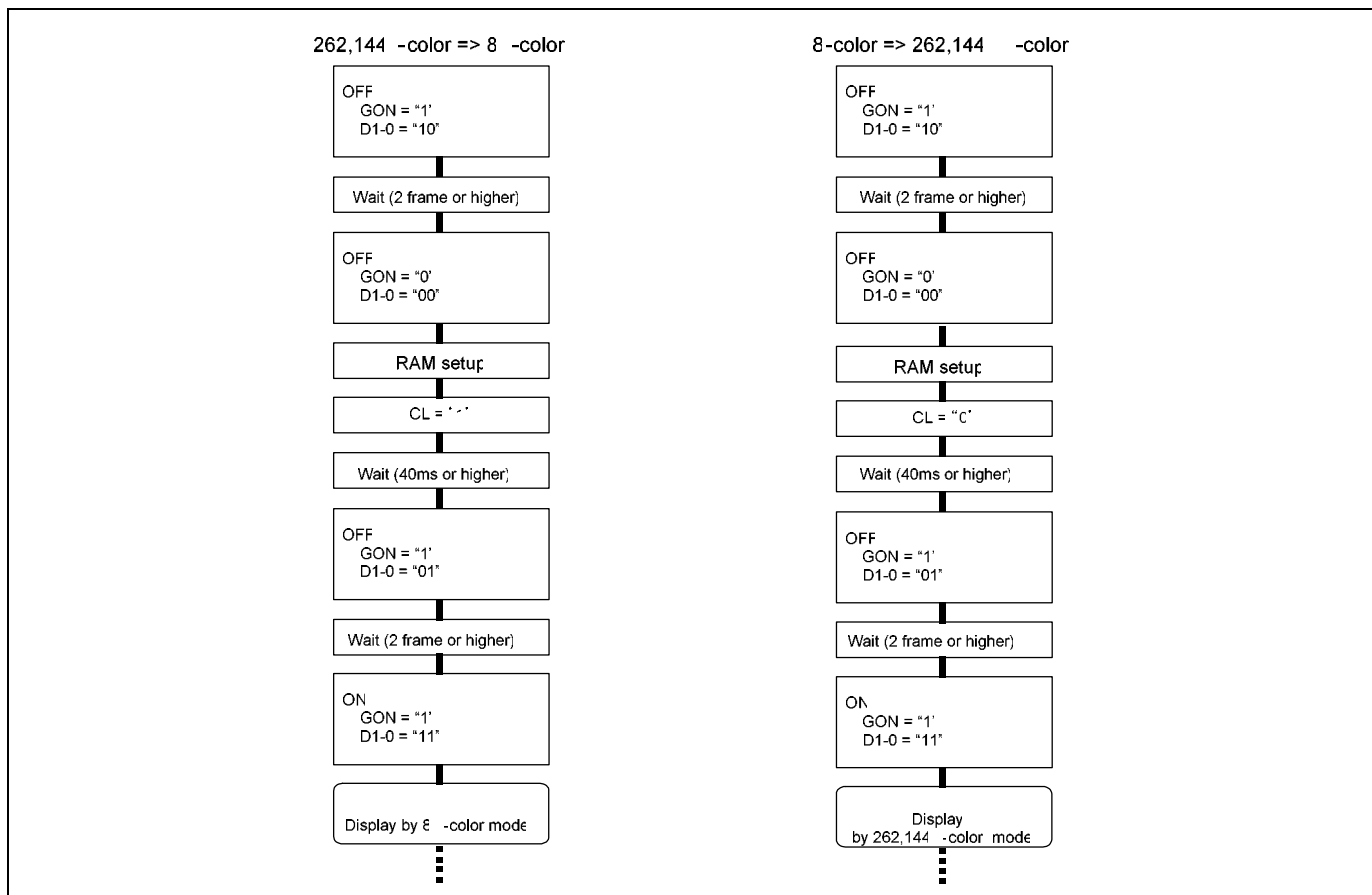 262,144 -color => 8 -color
OFF
GON = “1’
D1-0 = “10”
Wait (2 frame or higher)
OFF
GON = “0’
D1-0 = “00”
RAM setup
CL =
Wait (40ms or higher)
OFF
GON = “1’
D1-0 = “01”
Wait (2 frame or higher)
ON
GON = “1’
D1-0 = “11”
Display by 8 -color mode
8-color => 262,144 -color
OFF
GON = “1’
D1-0 = “10”
Wait (2 frame or higher)
OFF
GON = “0’
D1-0 = “00”
RAM setup
CL = “0’
Wait (40ms or higher)
OFF
GON = “1’
D1-0 = “01”
Wait (2 frame or higher)
ON
GON = “1’
D1-0 = “11”
Display
by 262,144 -color mode